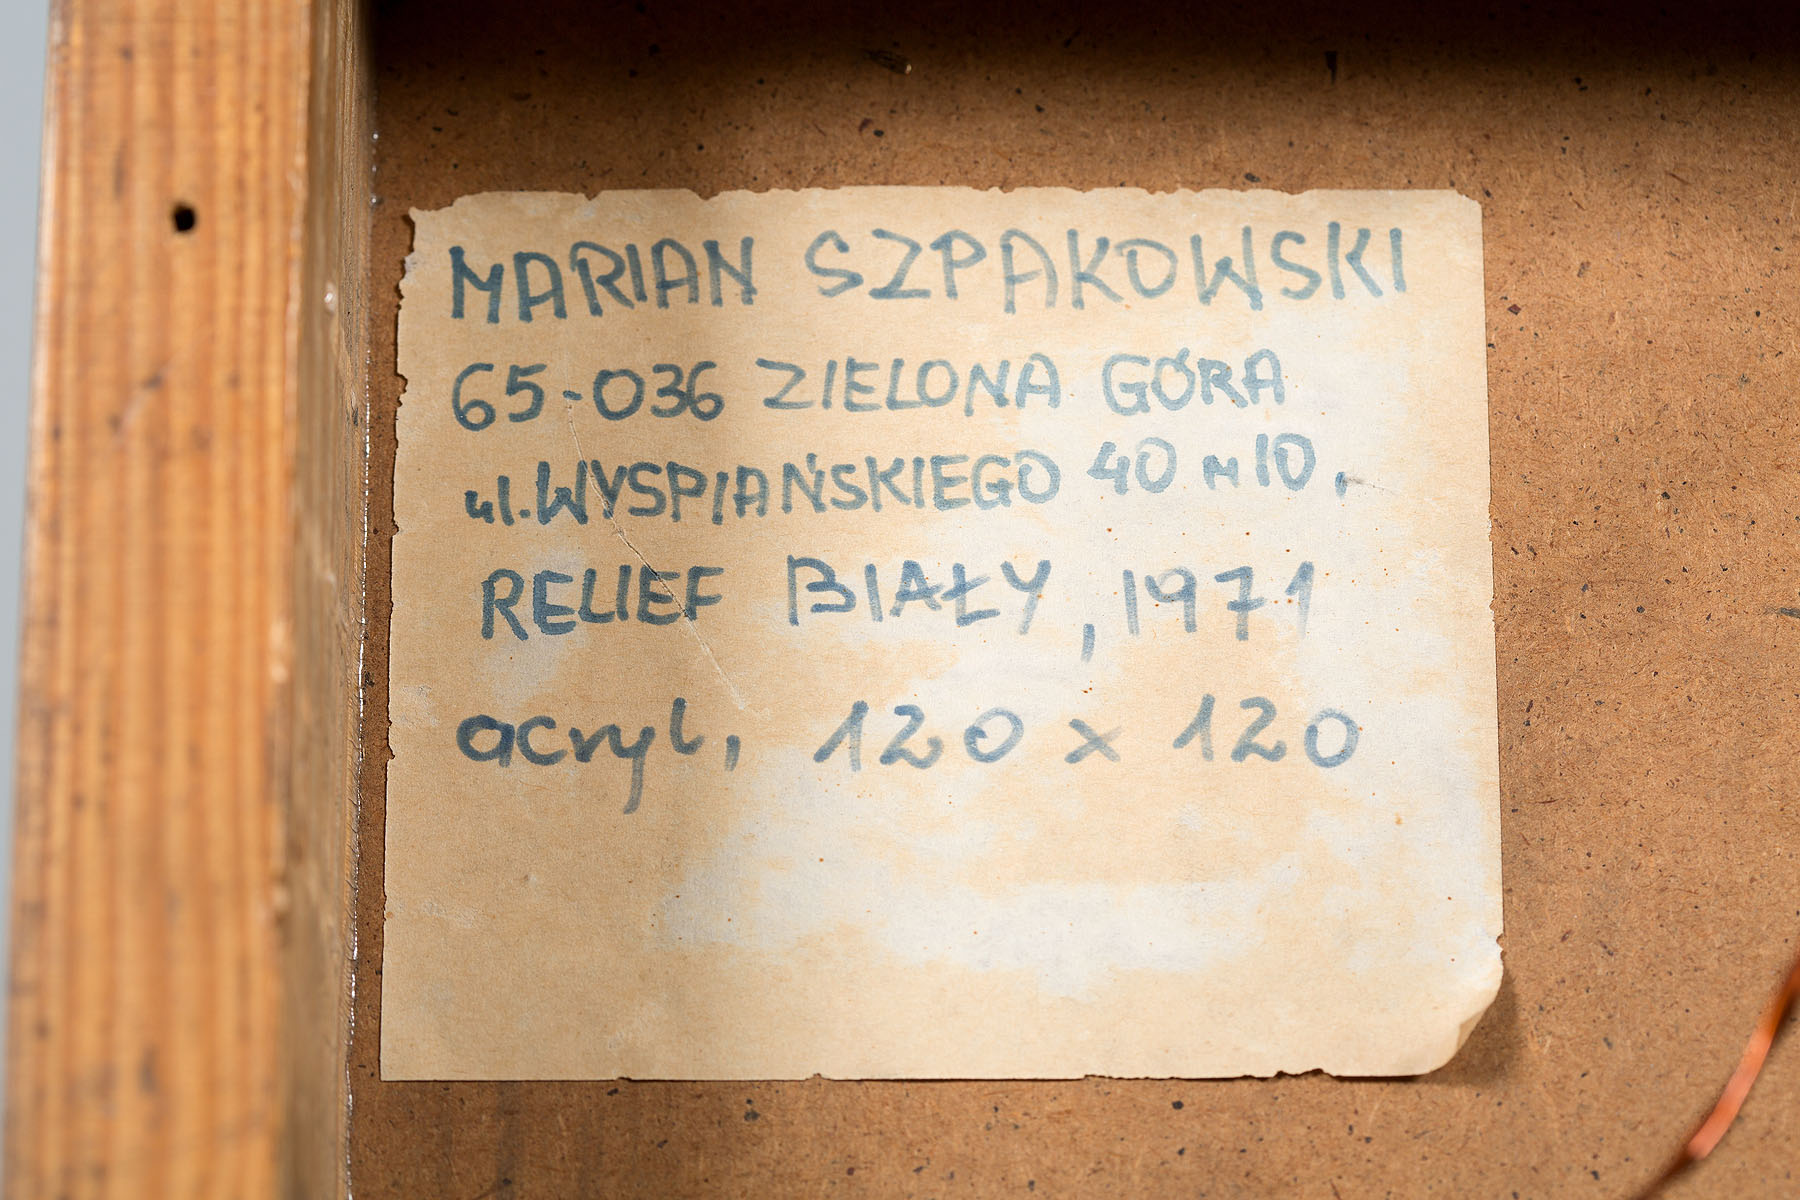 MARIAN SZPAKOWSKI
65-036 ZIELONA GÓRA
ul. WYSPIAŃSKIEGO 40 m 10,
RELIEF BIAŁY, 1971
acryl, 120 x 120